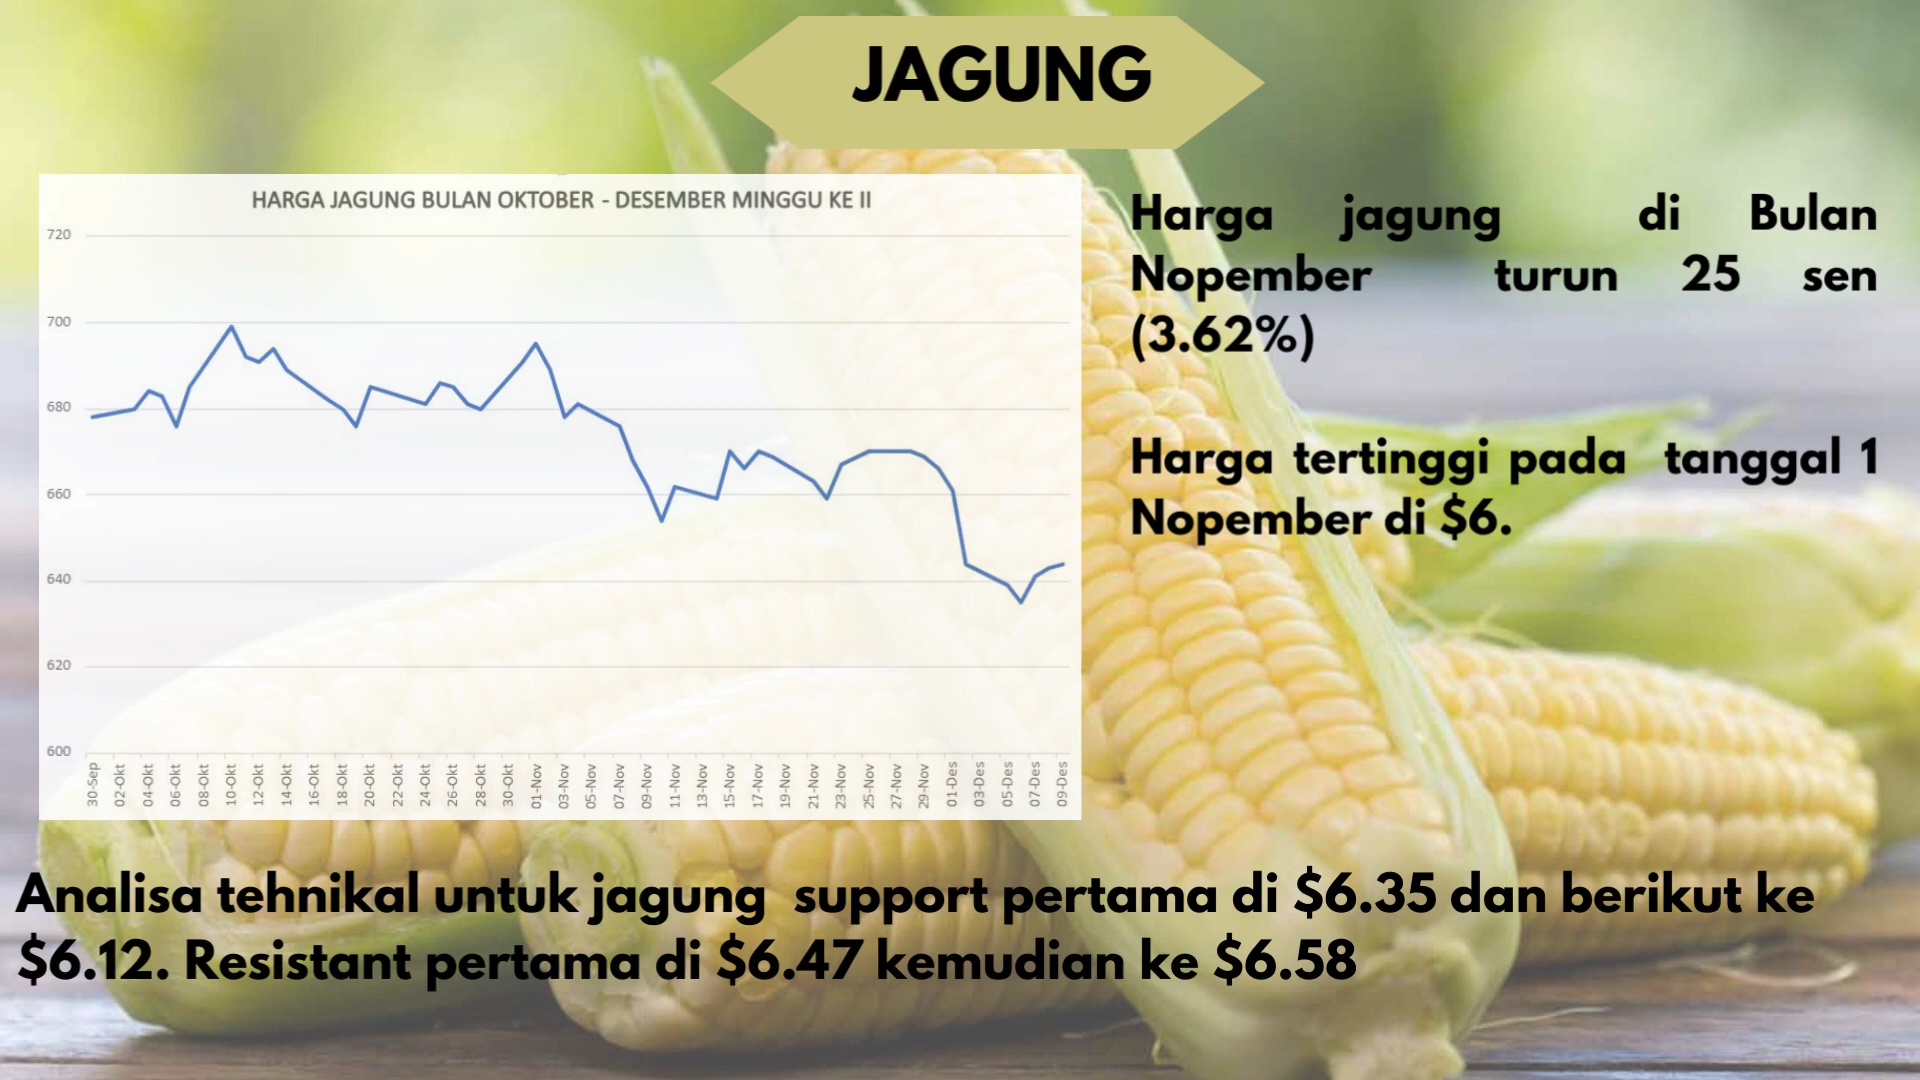 JAGUNG
HARGA JAGUNG BULAN OKTOBER - DESEMBER MINGGU KE II
720
700
680
660
640
620
600
30-Sep
02-Okt
04-Okt
06-Okt
08-Okt
10-Okt
12-Okt
14-Okt
16-Okt
18-Okt
20-Okt
22-Okt
24-Okt
26-Okt
28-Okt
30-Okt
01-Nov
03-Nov
05-Nov
07-Nov
09-Nov
11-Nov
13-Nov
15-Nov
17-Nov
19-Nov
21-Nov
23-Nov
25-Nov
27-Nov
29-Nov
01-Des
03-Des
05-Des
07-Des
09-Des
Harga jagung di Bulan
Nopember turun 25 sen
(3.62%)
Harga tertinggi pada tanggal 1
Nopember di $6.
Analisa tehnikal untuk jagung support pertama di $6.35 dan berikut ke
$6.12. Resistant pertama di $6.47 kemudian ke $6.58